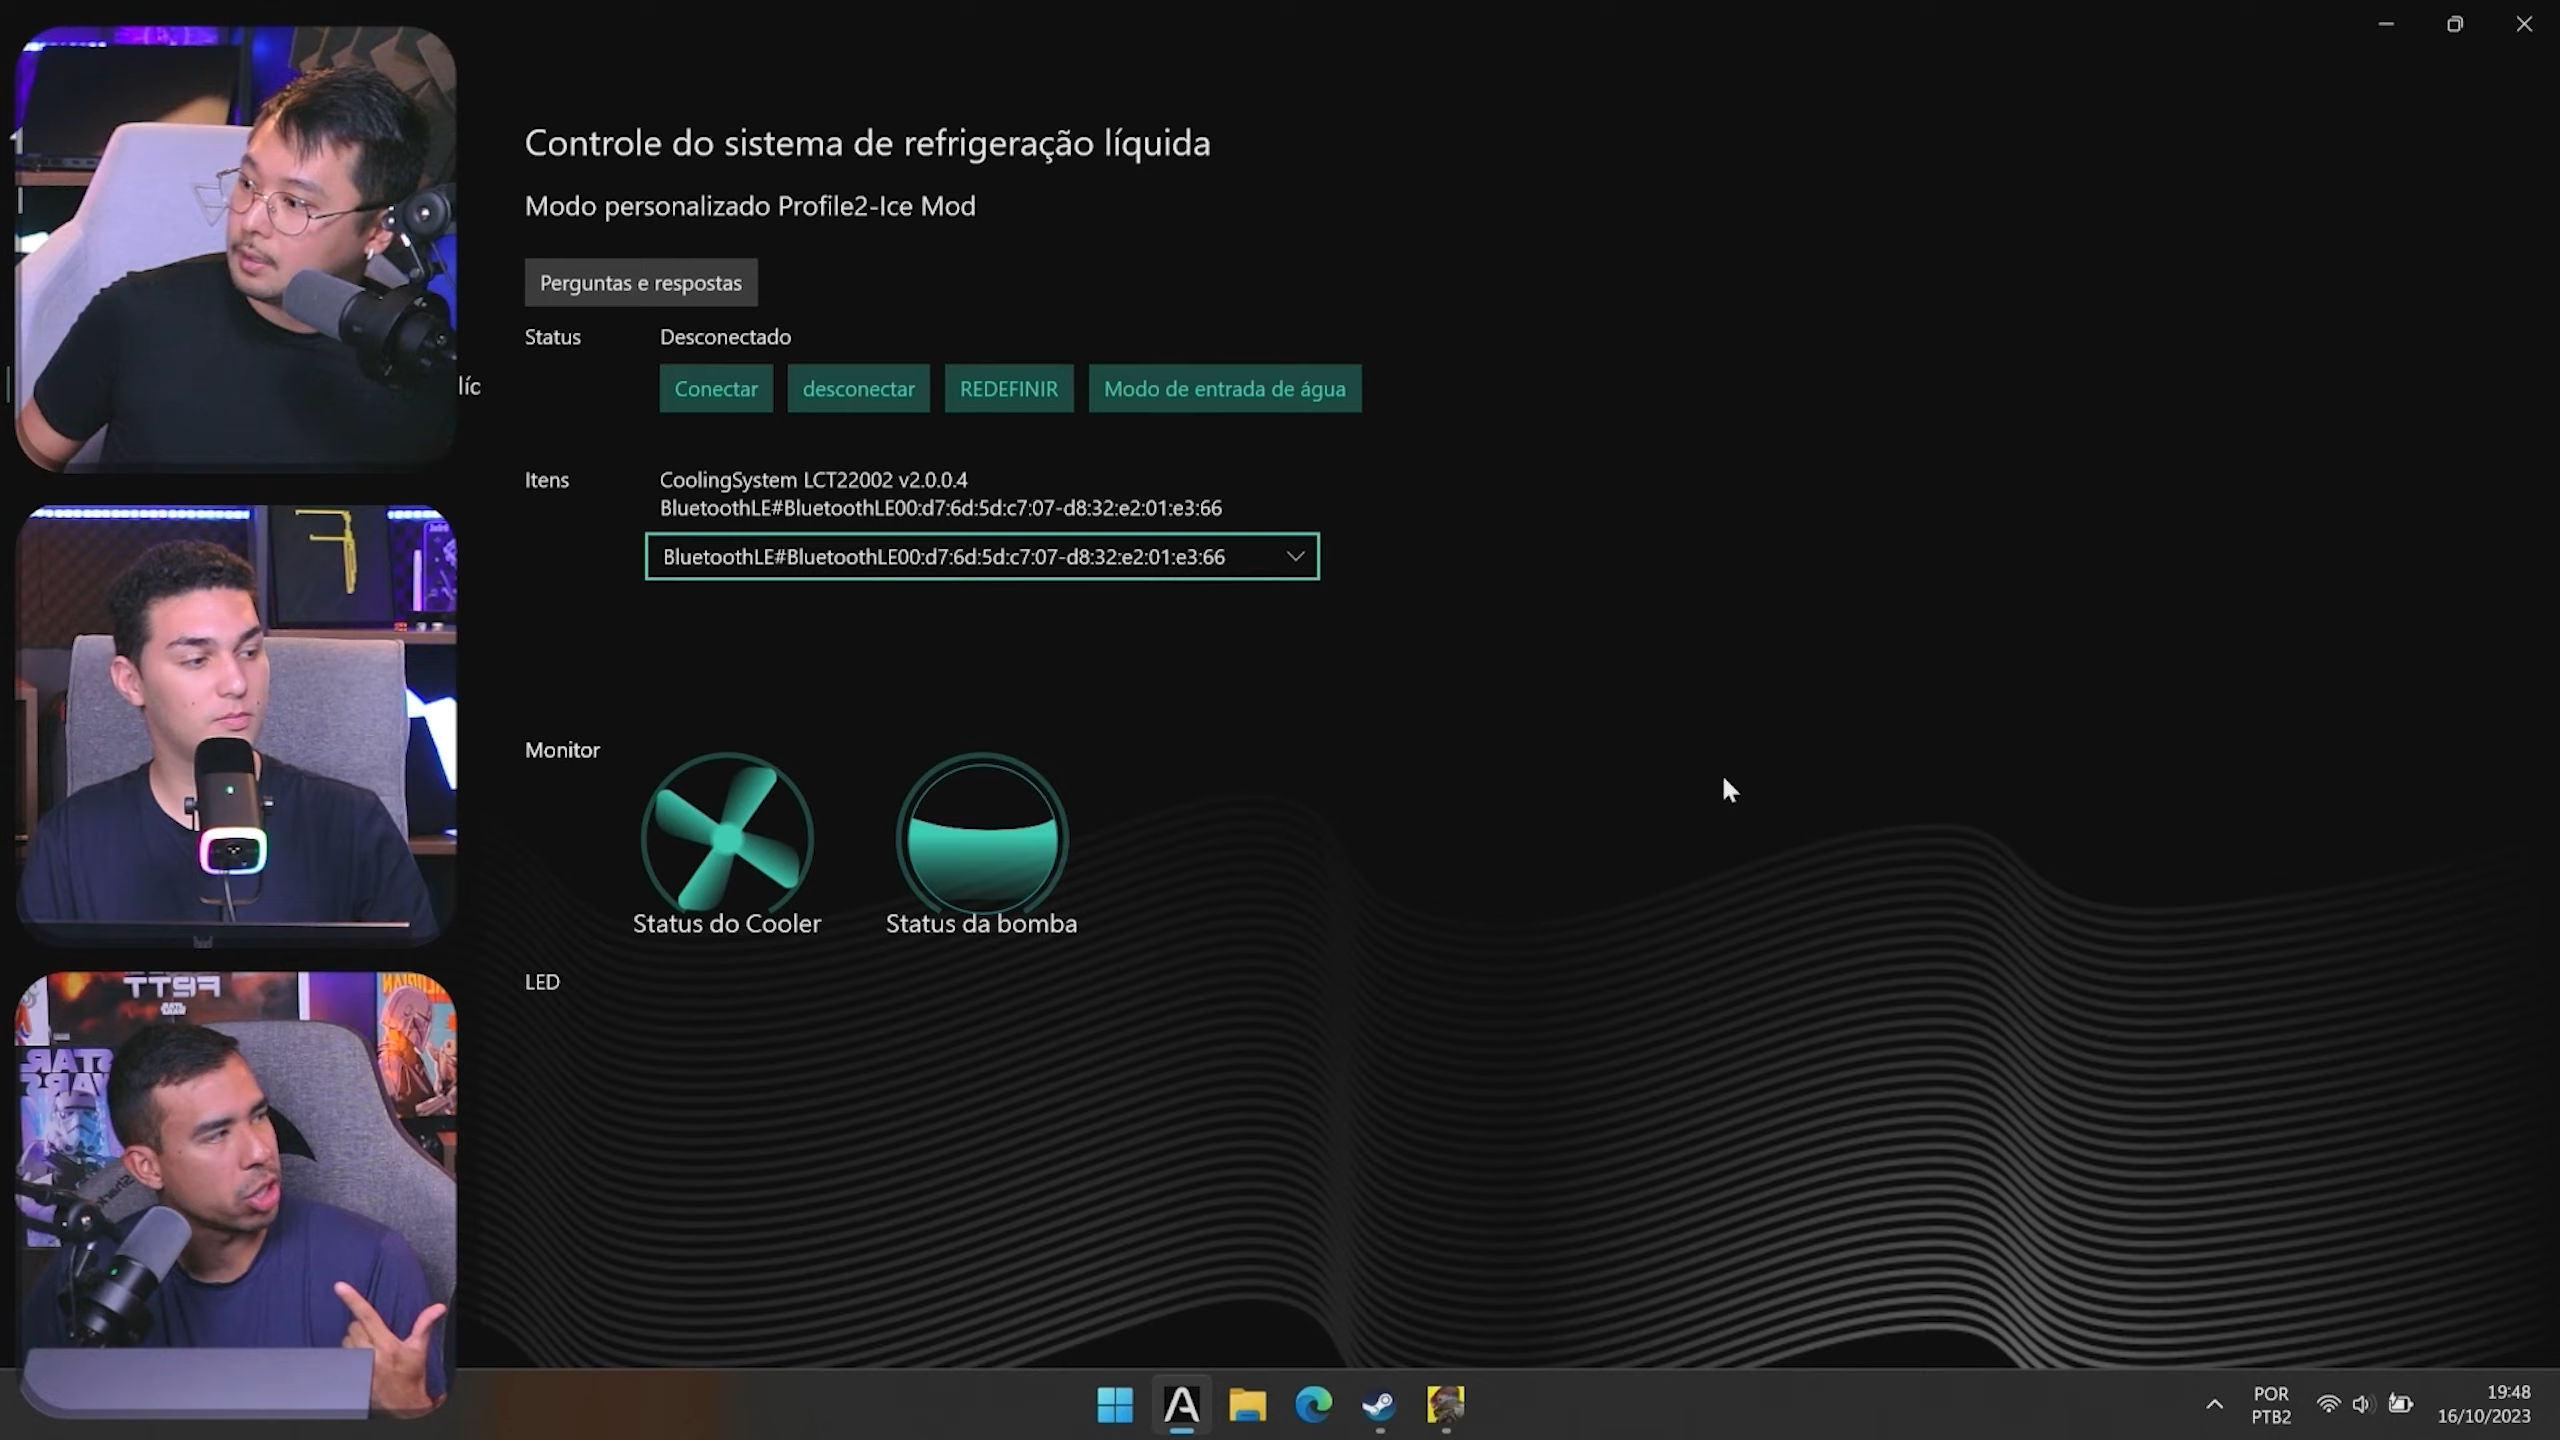 Controle do sistema de refrigeração líquida
Modo personalizado Profile2-Ice Mod
Perguntas e respostas
Status
Desconectado
líc
Conectar
desconectar
REDEFINIR
Modo de entrada de água
Itens
CoolingSystem LCT22002 v2.0.0.4
BluetoothLE#BluetoothLE00:d7:6d:5d:c7:07-d8:32:e2:01:e3:66
BluetoothLE#BluetoothLE00:d7:6d:5d:c7:07-d8:32:e2:01:e3:66
Monitor
Status do Cooler
Status da bomba
LED
FETT
STAR
WARS
POR
PTB2
19:48
16/10/2023